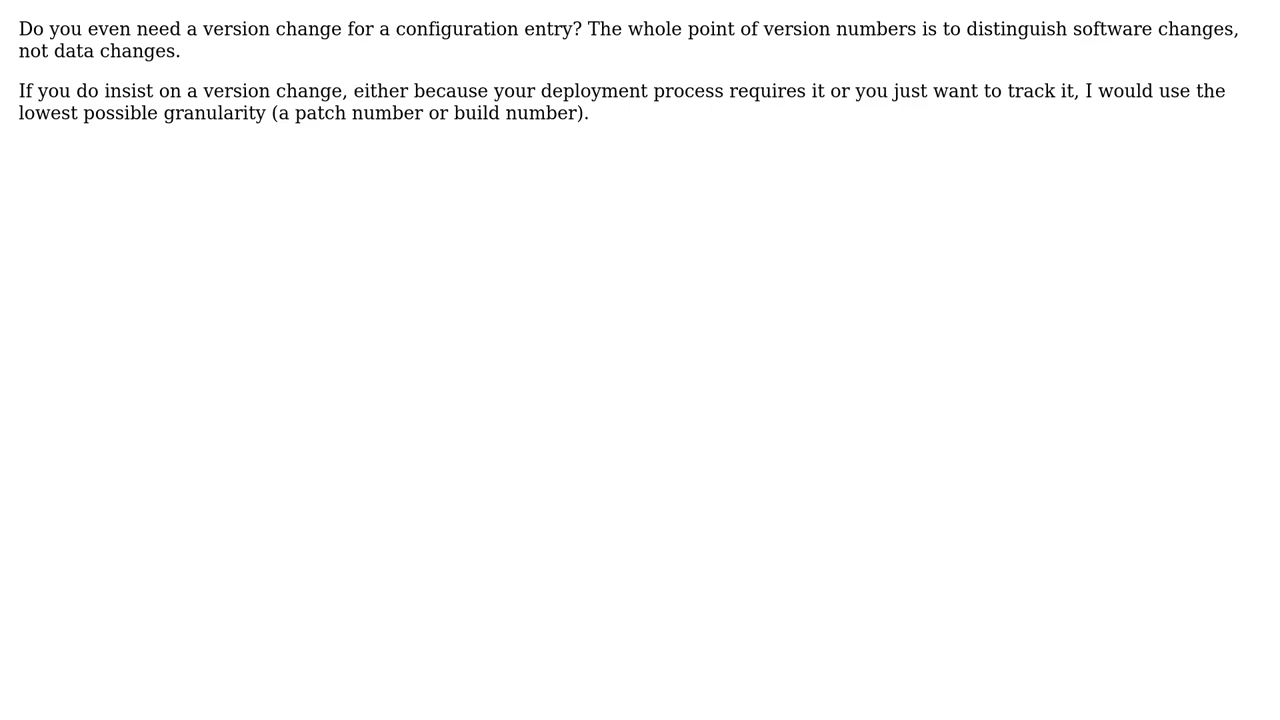 Do you even need a version change for a configuration entry? The whole point of version numbers is to distinguish software changes,
not data changes.
If you do insist on a version change, either because your deployment process requires it or you just want to track it, I would use the
lowest possible granularity (a patch number or build number).